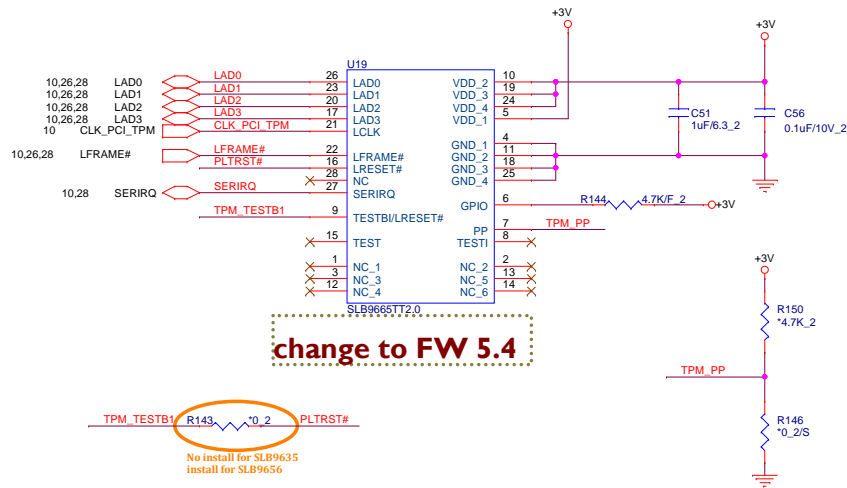 +3V
+3V
U19
10,26,28 LAD0 LAD0 26 LAD0 VDD_2 10
10,26,28 LAD1 LAD1 23 LAD1 VDD_3 19
10,26,28 LAD2 LAD2 20 LAD2 VDD_4 24
10,26,28 LAD3 LAD3 17 LAD3 VDD_1 5
10 CLK_PCI_TPM CLK_PCI_TPM 21 LCLK
C51
1uF/6.3_2
C56
0.1uF/10V_2
GND_1 4
10,26,28 LFRAME# LFRAME# 22 LFRAME# GND_2 11
PLTRST# 16 LRESET# GND_3 18
28 NC GND_4 25
10,28 SERIRQ SERIRQ 27 SERIRQ
GPIO 6 R144 4.7K/F_2 +3V
TPM_TESTB1 9 TESTBI/LRESET#
PP 7 TPM_PP
15 TEST TESTI 8
1 NC_1 NC_2 2
3 NC_3 NC_5 13
12 NC_4 NC_6 14
SLB9665TT2.0
change to FW 5.4
+3V
R150
*4.7K_2
TPM_PP
R146
*0_2/S
TPM_TESTB1 R143 *0_2 PLTRST#
No install for SLB9635
install for SLB9656